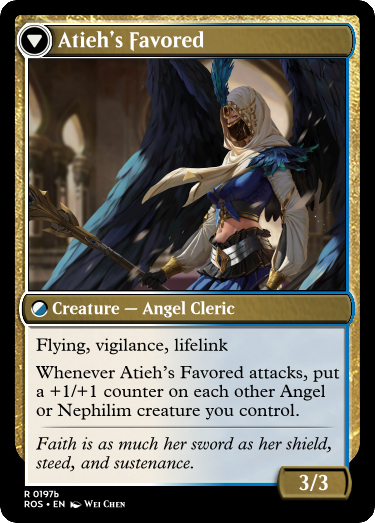 Atieh's Favored
Creature — Angel Cleric
Flying, vigilance, lifelink
Whenever Atieh's Favored attacks, put
a +1/+1 counter on each other Angel
or Nephilim creature you control.
Faith is as much her sword as her shield,
steed, and sustenance.
3/3
R 0197b
ROS • EN Wei Chen